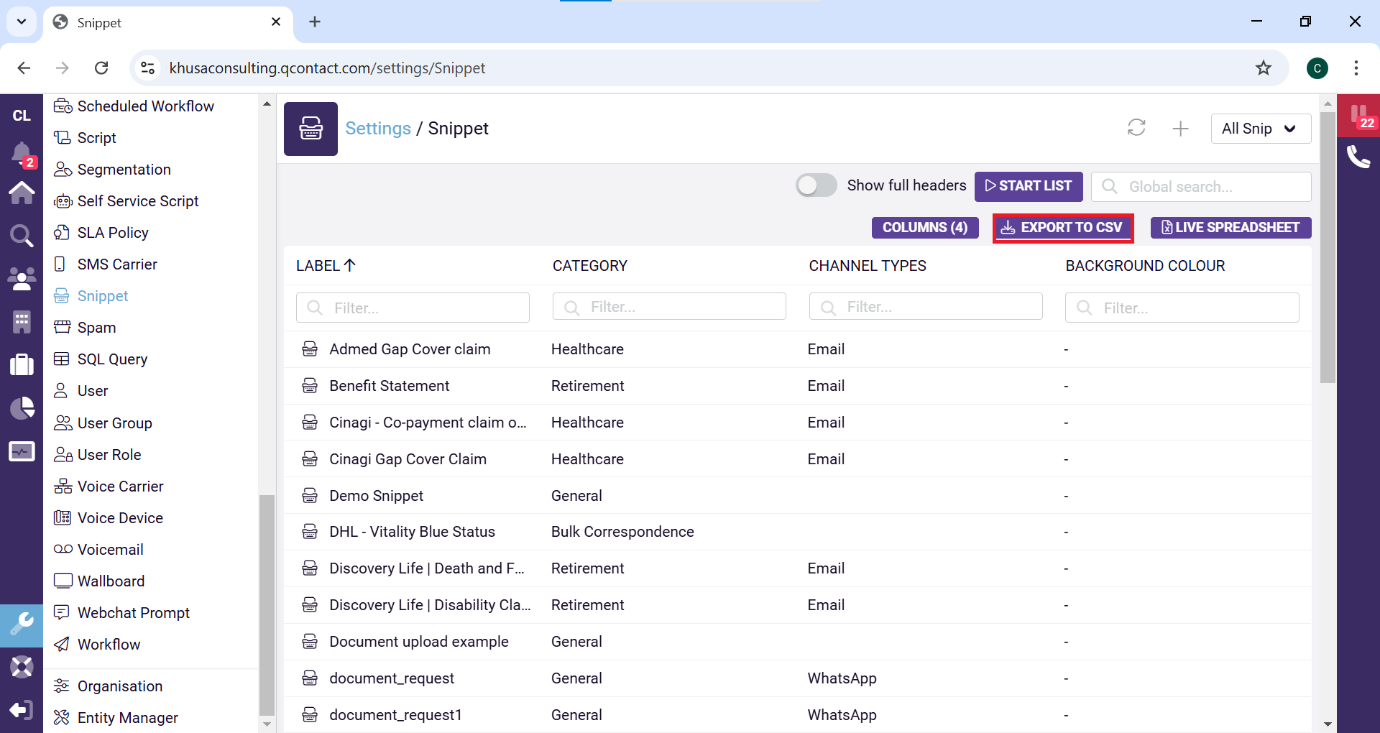 Snippet
khusaconsulting.qcontact.com/settings/Snippet
C
CL
2
Scheduled Workflow
Script
Segmentation
Self Service Script
SLA Policy
SMS Carrier
Snippet
Spam
SQL Query
User
User Group
User Role
Voice Carrier
Voice Device
Voicemail
Wallboard
Webchat Prompt
Workflow
Organisation
Entity Manager
Settings / Snippet
All Snip
22
Show full headers
START LIST
Global search...
COLUMNS (4)
EXPORT TO CSV
LIVE SPREADSHEET
LABEL CATEGORY CHANNEL TYPES BACKGROUND COLOUR
Filter... Filter... Filter... Filter...
Admed Gap Cover claim Healthcare Email -
Benefit Statement Retirement Email -
Cinagi - Co-payment claim o... Healthcare Email -
Cinagi Gap Cover Claim Healthcare Email -
Demo Snippet General -
DHL - Vitality Blue Status Bulk Correspondence -
Discovery Life | Death and F... Retirement Email -
Discovery Life | Disability Cla... Retirement Email -
Document upload example General -
document_request General WhatsApp -
document_request1 General WhatsApp -